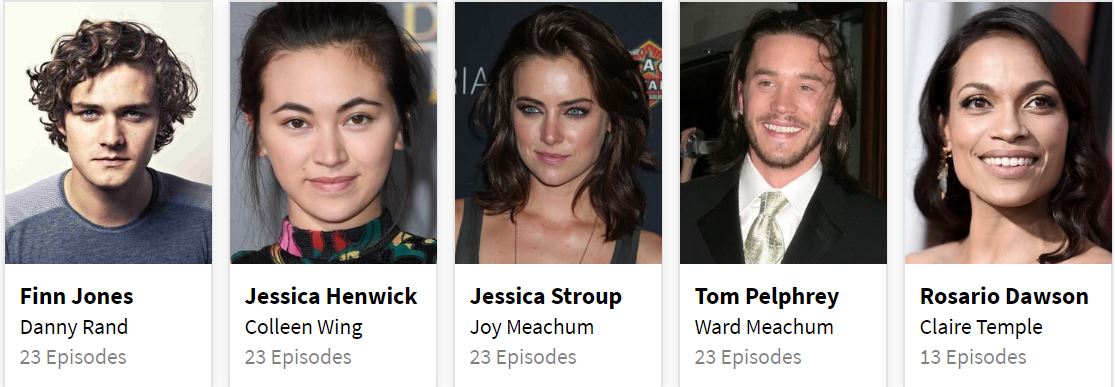 Finn Jones
Danny Rand
23 Episodes
Jessica Henwick
Colleen Wing
23 Episodes
Jessica Stroup
Joy Meachum
23 Episodes
Tom Pelphrey
Ward Meachum
23 Episodes
Rosario Dawson
Claire Temple
13 Episodes